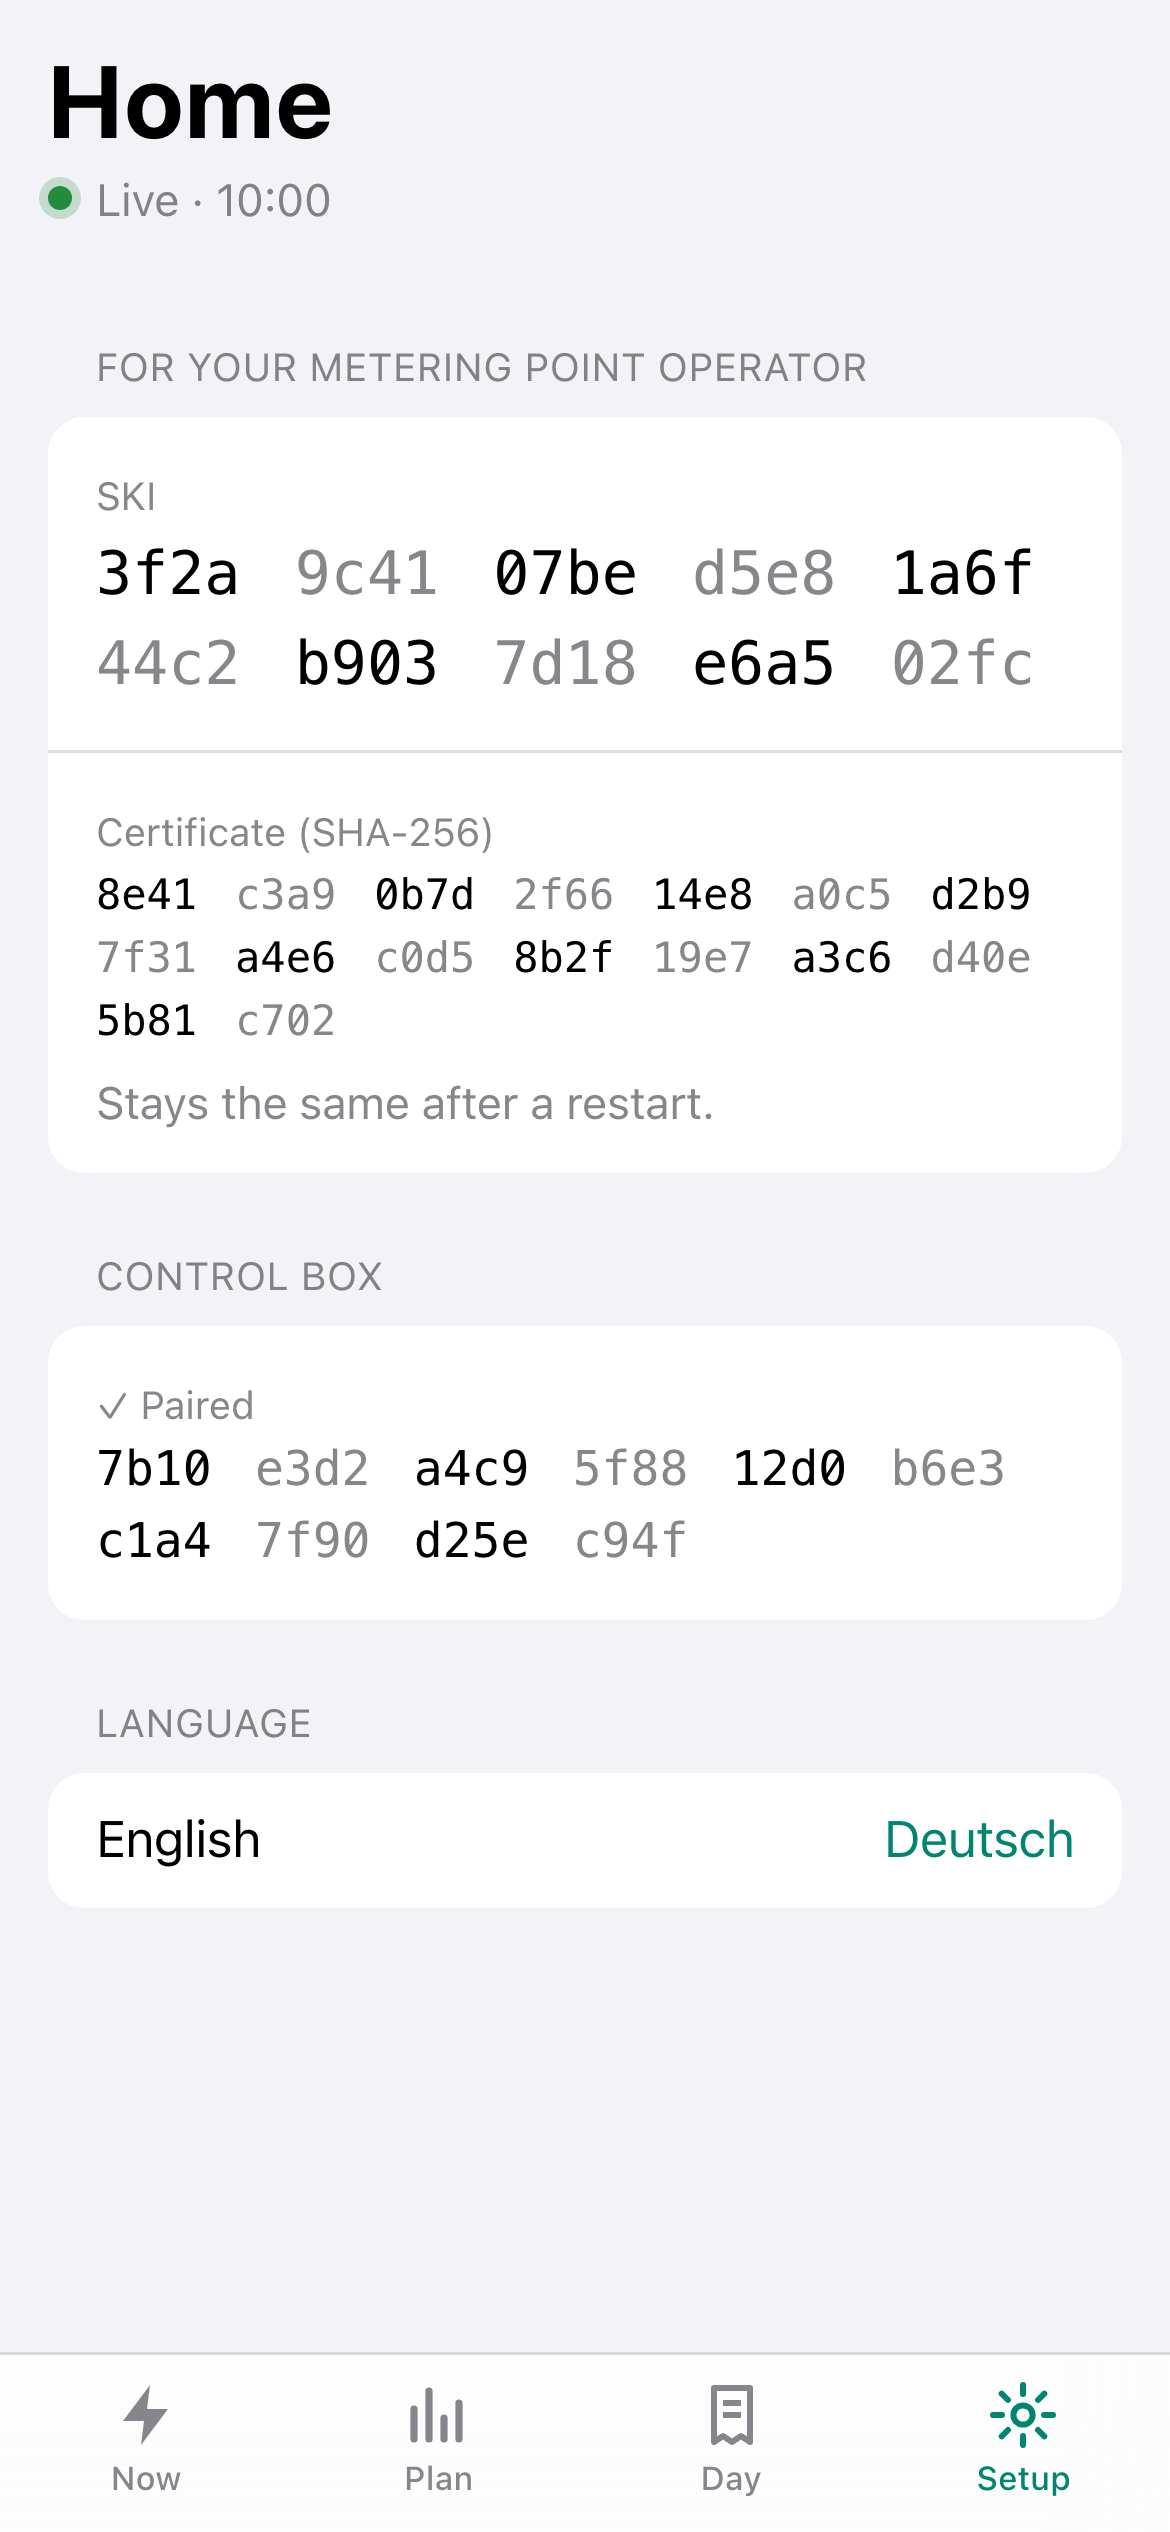 Home
Live · 10:00
FOR YOUR METERING POINT OPERATOR
SKI
3f2a 9c41 07be d5e8 1a6f
44c2 b903 7d18 e6a5 02fc
Certificate (SHA-256)
8e41 c3a9 0b7d 2f66 14e8 a0c5 d2b9
7f31 a4e6 c0d5 8b2f 19e7 a3c6 d40e
5b81 c702
Stays the same after a restart.
CONTROL BOX
✓ Paired
7b10 e3d2 a4c9 5f88 12d0 b6e3
c1a4 7f90 d25e c94f
LANGUAGE
English Deutsch
Now Plan Day Setup